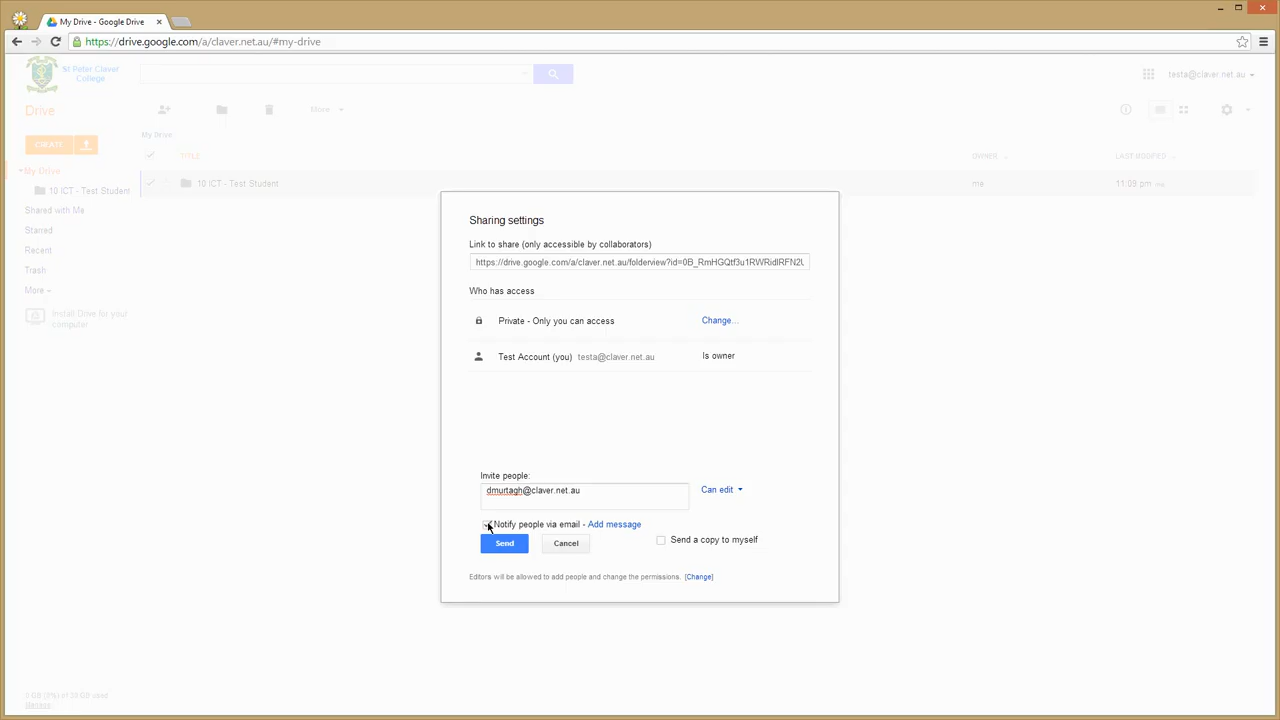 My Drive - Google Drive
https://drive.google.com/a/claver.net.au/#my-drive
St Peter Claver
College
testa@claver.net.au
Drive
More
My Drive
CREATE
TITLE
OWNER
LAST MODIFIED
My Drive
10 ICT - Test Student
me
11:09 pm me
10 ICT - Test Student
Shared with Me
Starred
Recent
Trash
More
Install Drive for your
computer
Sharing settings
Link to share (only accessible by collaborators)
https://drive.google.com/a/claver.net.au/folderview?id=0B_RmHGQtf3u1RWRidlRFN2U
Who has access
Private - Only you can access
Change...
Test Account (you) testa@claver.net.au
Is owner
Invite people:
dmurtagh@claver.net.au
Can edit
Notify people via email - Add message
Send
Cancel
Send a copy to myself
Editors will be allowed to add people and change the permissions. [Change]
Manage